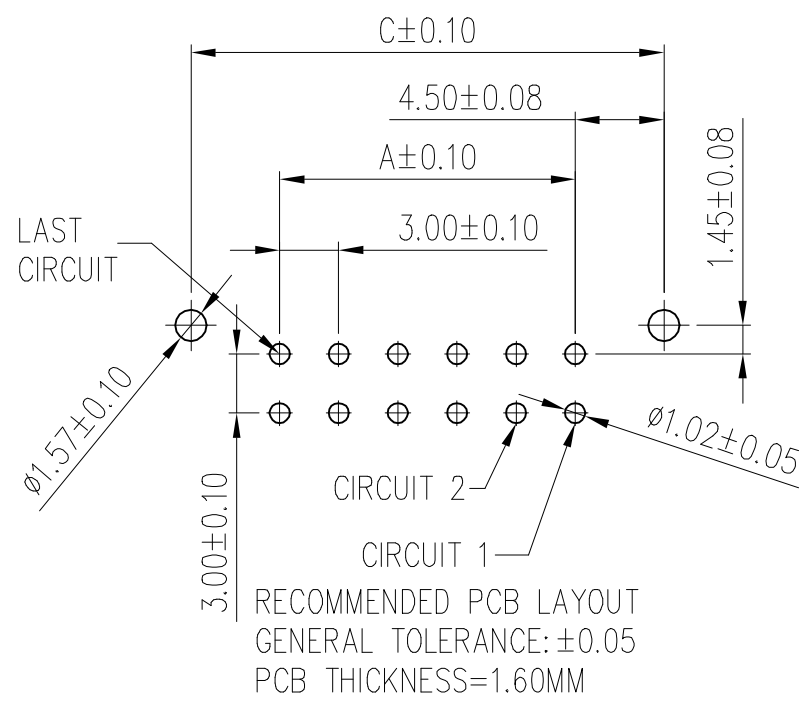 C±0.10
4.50±0.08
A±0.10
1.45±0.08
3.00±0.10
LAST
CIRCUIT
ø1.57±0.10
ø1.02±0.05
3.00±0.10
CIRCUIT 2
CIRCUIT 1
RECOMMENDED PCB LAYOUT
GENERAL TOLERANCE: ±0.05
PCB THICKNESS=1.60MM